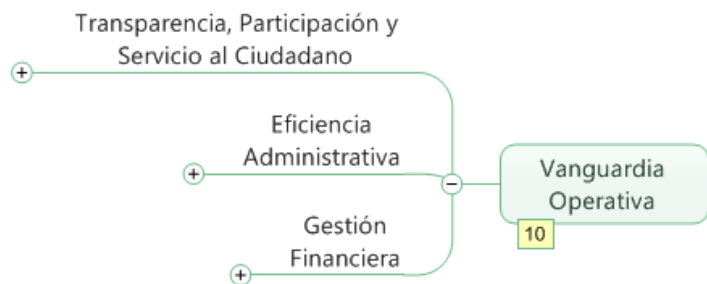 Transparencia, Participación y
Servicio al Ciudadano
Eficiencia
Administrativa
Vanguardia
Operativa
10
Gestión
Financiera